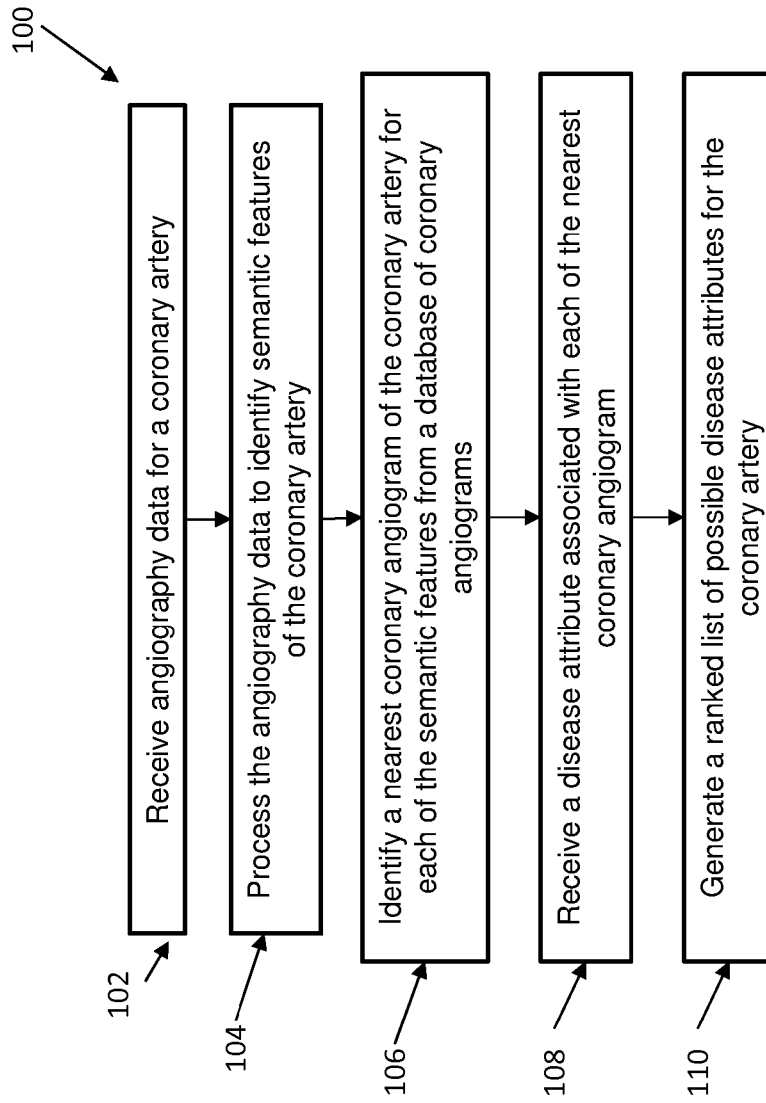 100
102
Receive angiography data for a coronary artery
104
Process the angiography data to identify semantic features
of the coronary artery
106
Identify a nearest coronary angiogram of the coronary artery for
each of the semantic features from a database of coronary
angiograms
108
Receive a disease attribute associated with each of the nearest
coronary angiogram
110
Generate a ranked list of possible disease attributes for the
coronary artery